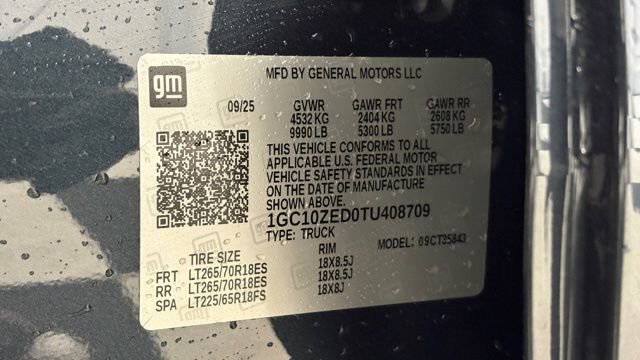 gm
MFD BY GENERAL MOTORS LLC
09/25 GVWR GAWR FRT GAWR RR
4532 KG 2404 KG 2608 KG
9990 LB 5300 LB 5750 LB
THIS VEHICLE CONFORMS TO ALL
APPLICABLE U.S. FEDERAL MOTOR
VEHICLE SAFETY STANDARDS IN EFFECT
ON THE DATE OF MANUFACTURE
SHOWN ABOVE.
1GC10ZED0TU408709
TYPE: TRUCK MODEL: 09CT35843
TIRE SIZE RIM
FRT LT265/70R18ES 18X8.5J
RR LT265/70R18ES 18X8.5J
SPA LT225/65R18FS 18X8J